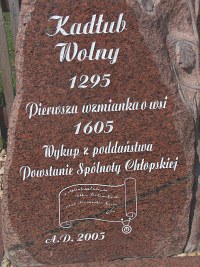 Kadłub
Wolny
1295
Pierwsza wzmianka o wsi
1605
Wykup z poddaństwa
Powstanie Spólnoty Chłopskiej
A.D. 2005